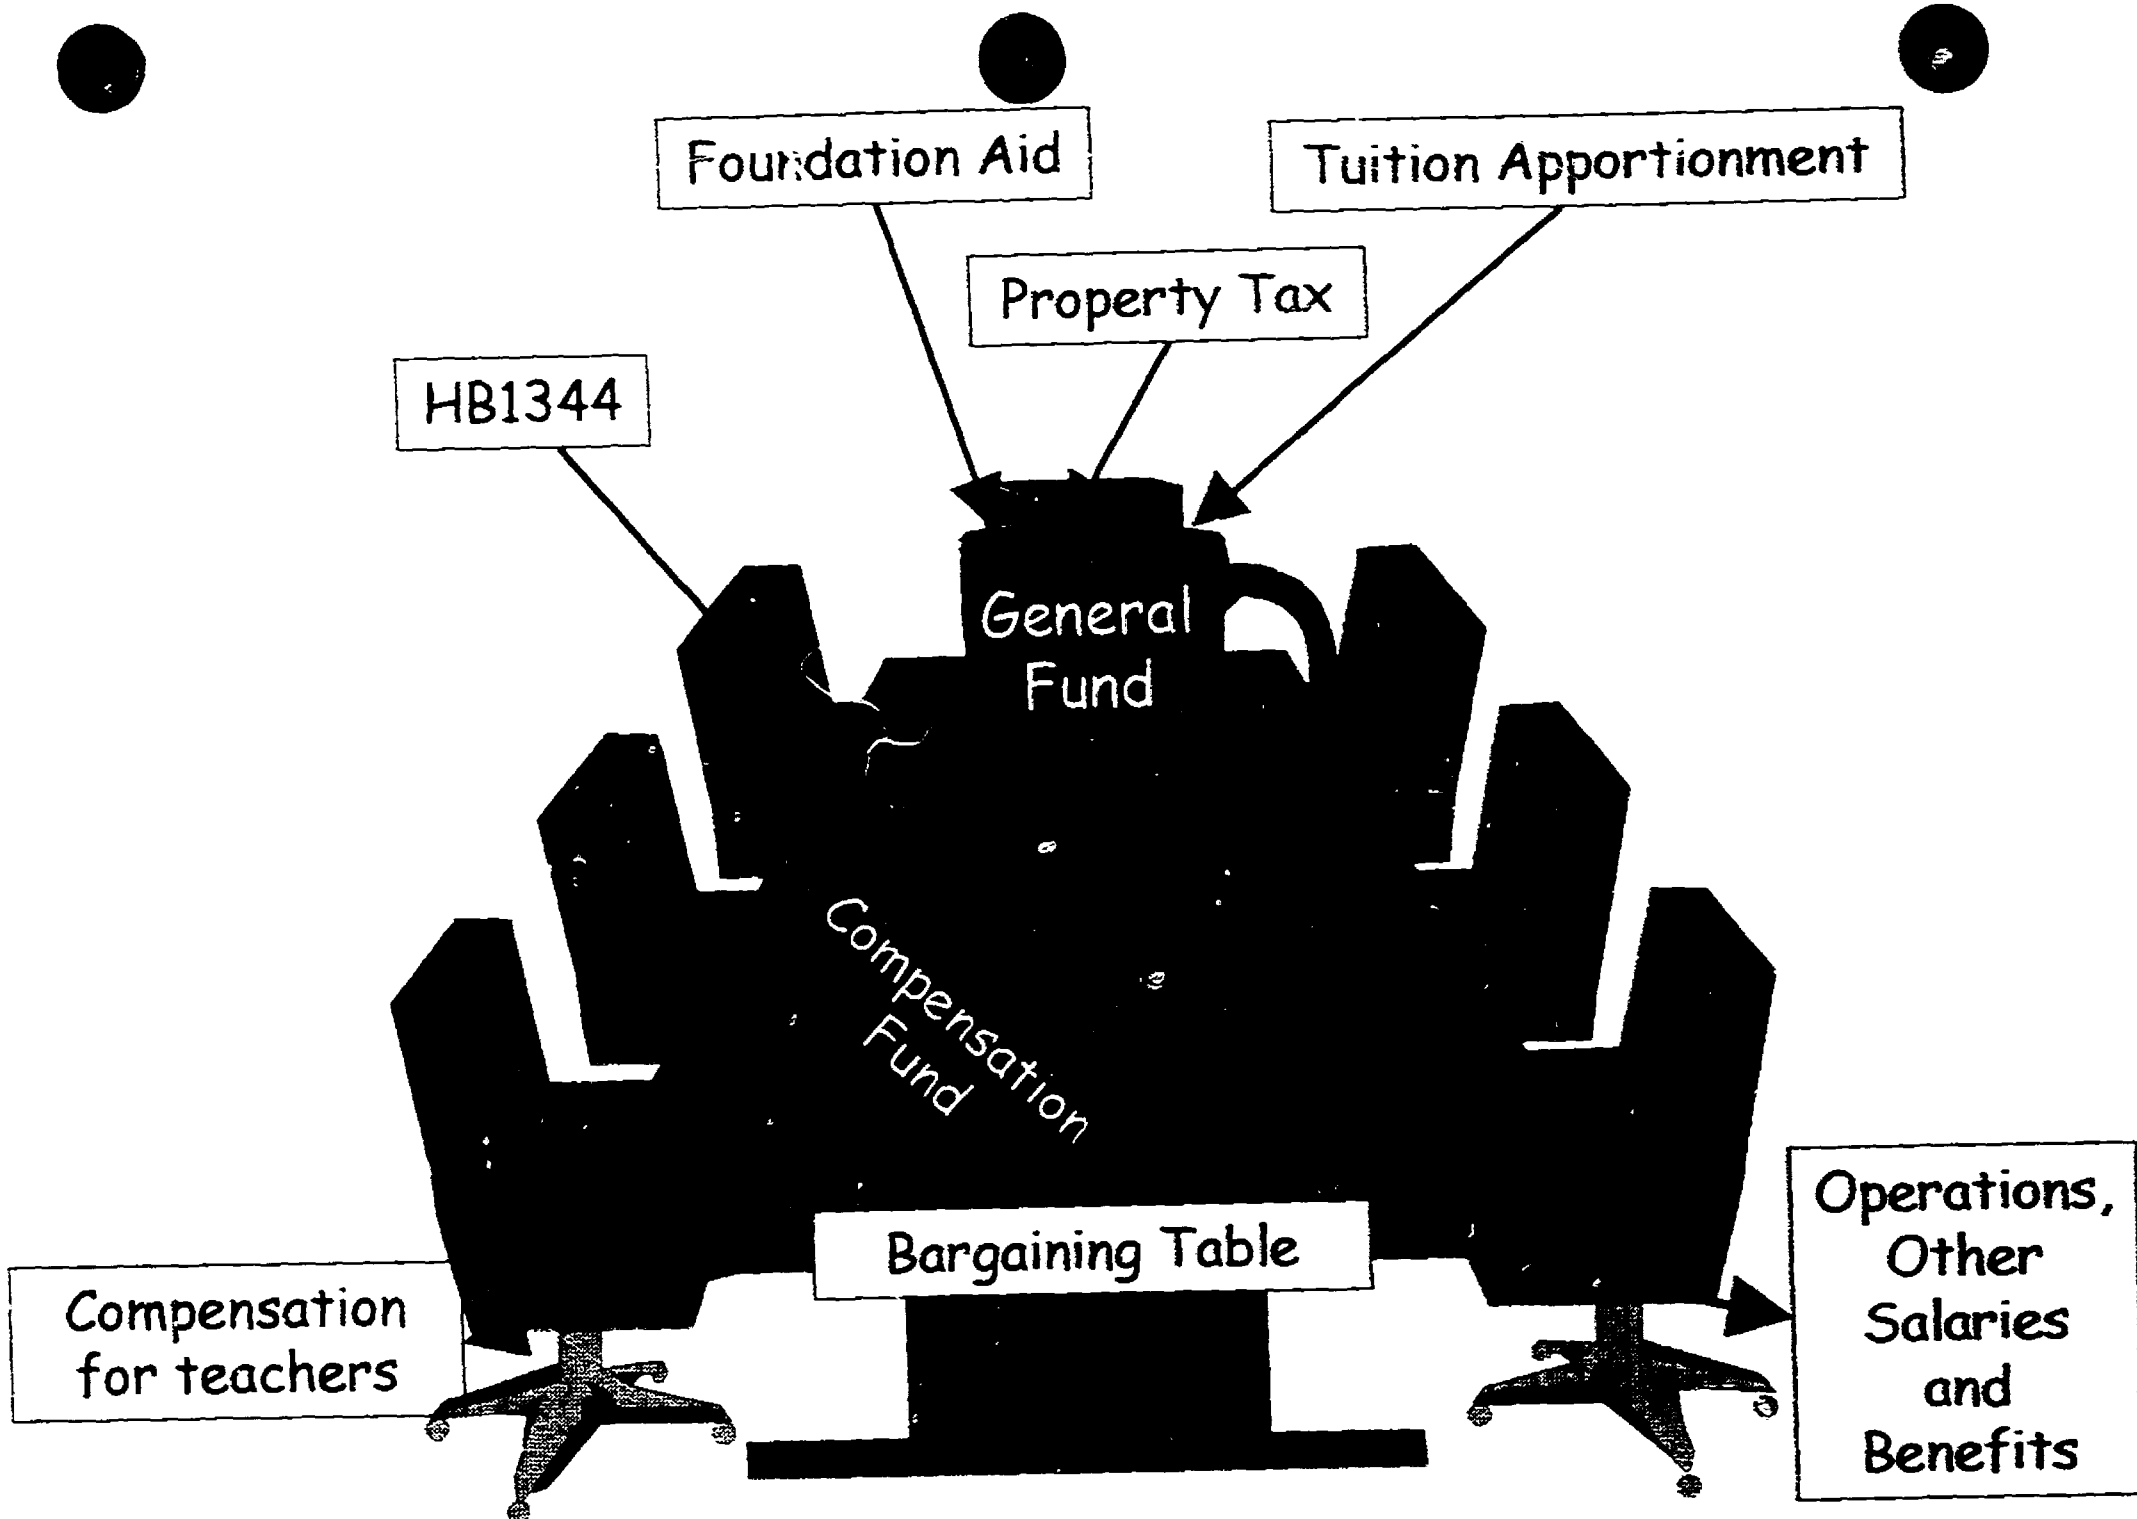 Foundation Aid
Tuition Apportionment
Property Tax
HB1344
General
Fund
Compensation
Fund
Bargaining Table
Compensation
for teachers
Operations,
Other
Salaries
and
Benefits